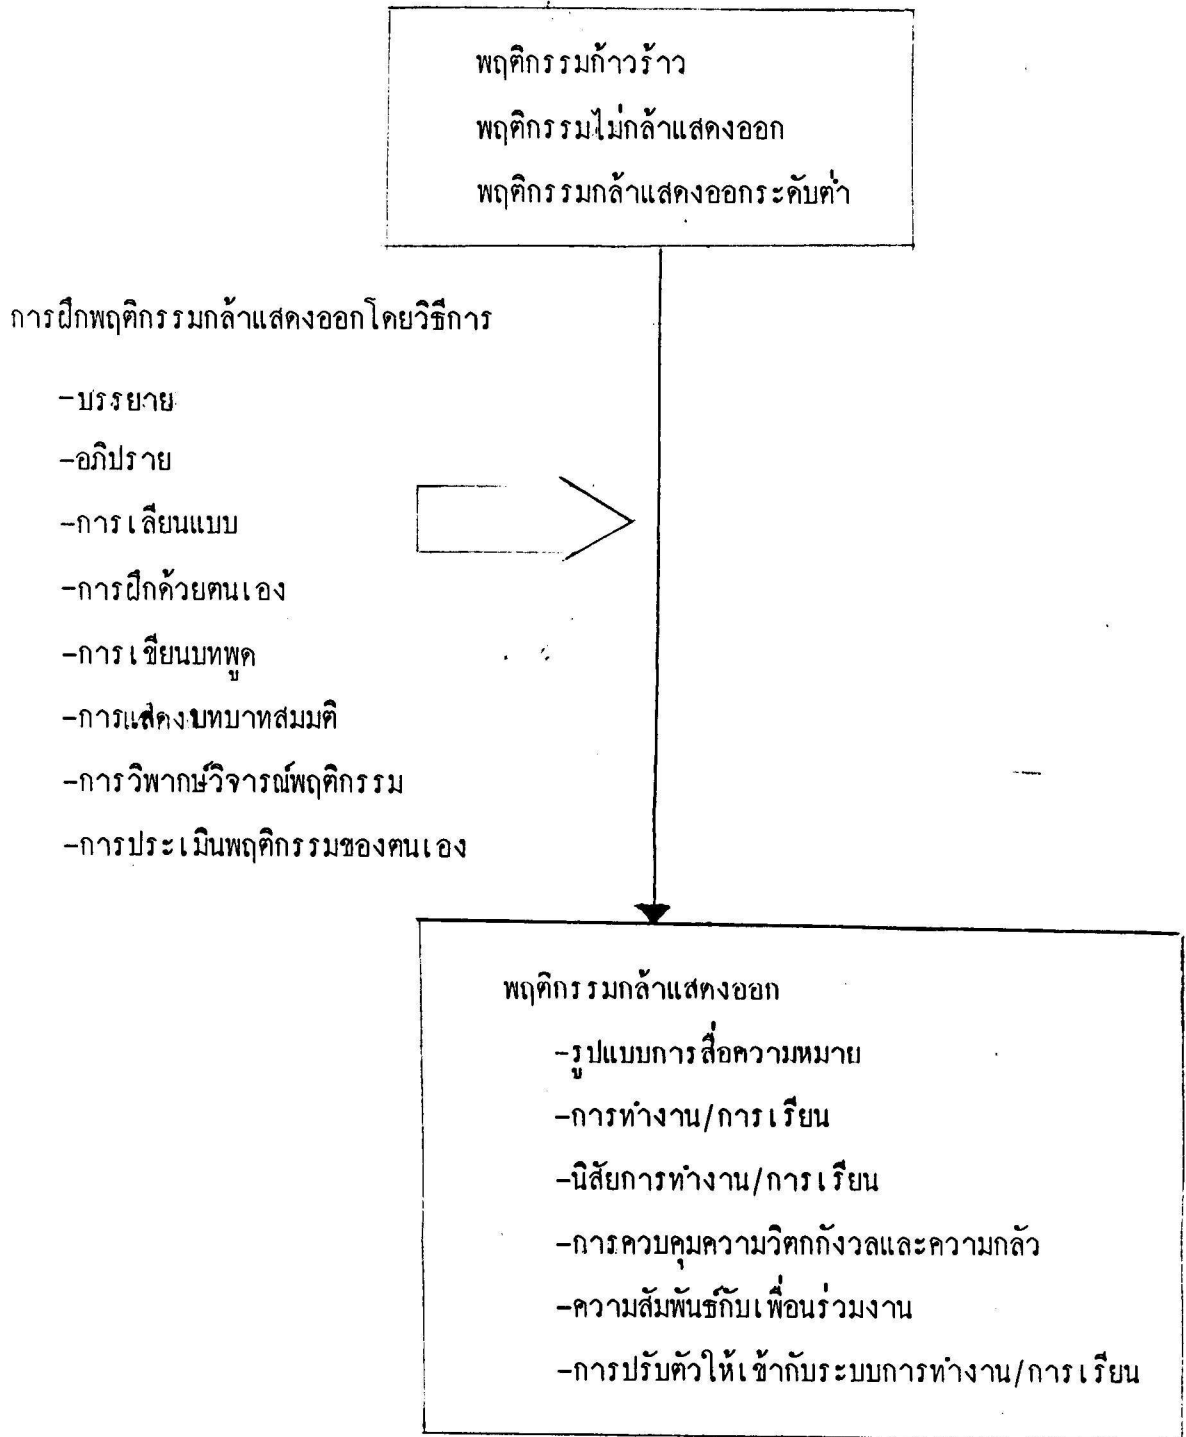 พฤติกรรมก้าวร้าว
พฤติกรรมไม่กล้าแสดงออก
พฤติกรรมกล้าแสดงออกระดับต่ำ
การฝึกพฤติกรรมกล้าแสดงออกโดยวิธีการ
-บรรยาย
-อภิปราย
-การเลียนแบบ
-การฝึกด้วยตนเอง
-การเขียนบทพูด
-การแสดงบทบาทสมมติ
-การวิพากษ์วิจารณ์พฤติกรรม
-การประเมินพฤติกรรมของตนเอง
พฤติกรรมกล้าแสดงออก
-รูปแบบการสื่อความหมาย
-การทำงาน/การเรียน
-นิสัยการทำงาน/การเรียน
-การควบคุมความวิตกกังวลและความกลัว
-ความสัมพันธ์กับเพื่อนร่วมงาน
-การปรับตัวให้เข้ากับระบบการทำงาน/การเรียน